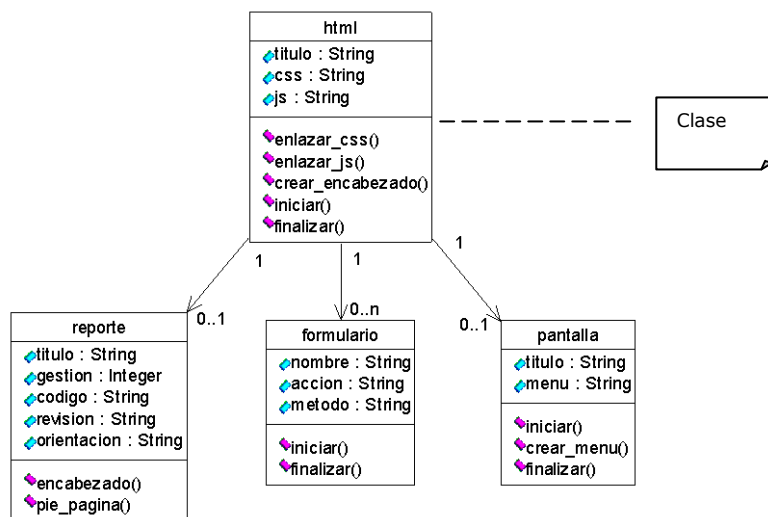 html
titulo : String
css : String
js : String
enlazar_css()
enlazar_js()
crear_encabezado()
iniciar()
finalizar()
Clase
1
1
1
0..1
0..n
0..1
reporte
titulo : String
gestion : Integer
codigo : String
revision : String
orientacion : String
encabezado()
pie_pagina()
formulario
nombre : String
accion : String
metodo : String
iniciar()
finalizar()
pantalla
titulo : String
menu : String
iniciar()
crear_menu()
finalizar()